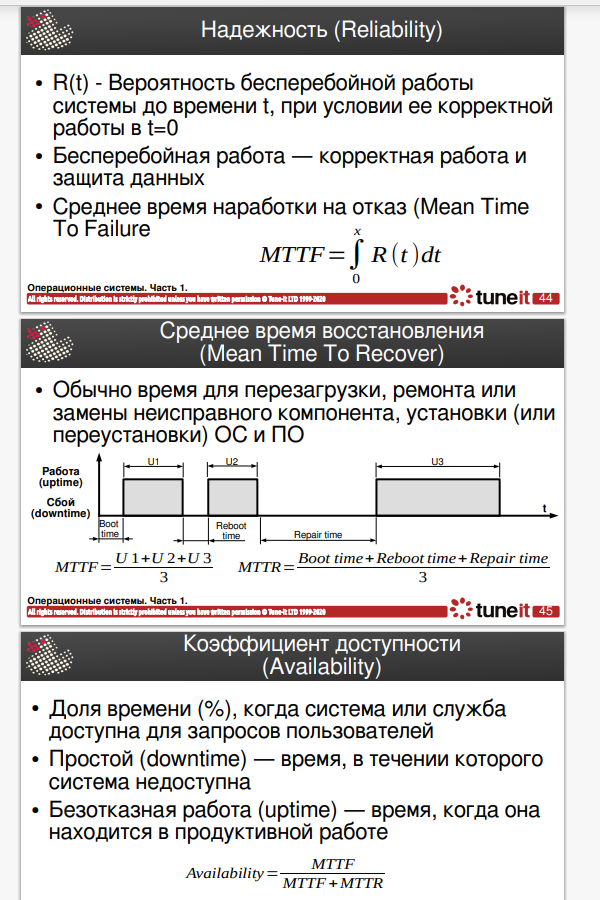 Надежность (Reliability)
• R(t) - Вероятность бесперебойной работы
системы до времени t, при условии ее корректной
работы в t=0
• Бесперебойная работа — корректная работа и
защита данных
• Среднее время наработки на отказ (Mean Time
To Failure
x
MTTF=∫ R(t)dt
0
Операционные системы. Часть 1.
All rights reserved. Distribution is strictly prohibited unless you have written permission © Tune-it LTD 1999-2020
tuneit 44
Среднее время восстановления
(Mean Time To Recover)
• Обычно время для перезагрузки, ремонта или
замены неисправного компонента, установки (или
переустановки) ОС и ПО
U1 U2 U3
Работа
(uptime)
Сбой
(downtime)
t
Boot
time
Reboot
time
Repair time
MTTF= U1+U2+U3 / 3
MTTR= Boot time+Reboot time+Repair time / 3
Операционные системы. Часть 1.
All rights reserved. Distribution is strictly prohibited unless you have written permission © Tune-it LTD 1999-2020
tuneit 45
Коэффициент доступности
(Availability)
• Доля времени (%), когда система или служба
доступна для запросов пользователей
• Простой (downtime) — время, в течении которого
система недоступна
• Безотказная работа (uptime) — время, когда она
находится в продуктивной работе
Availability= MTTF / MTTF+MTTR